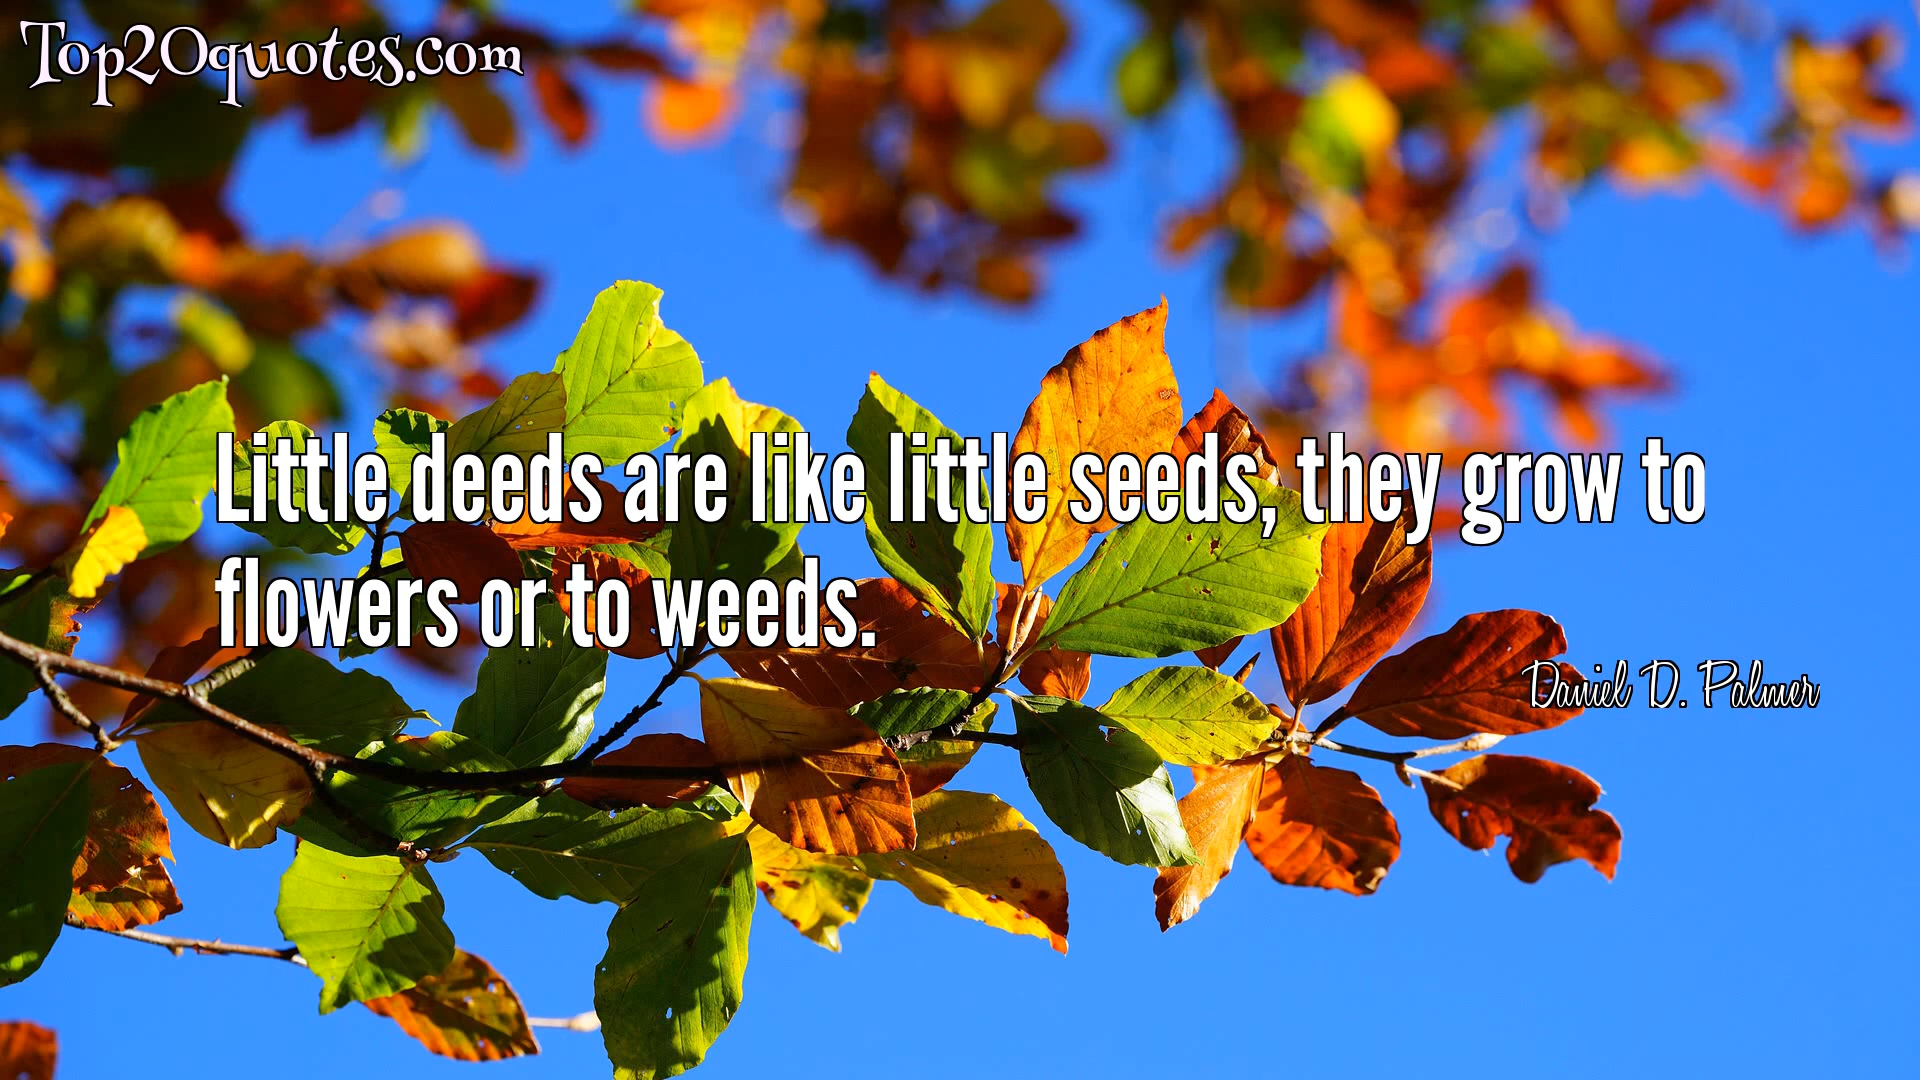 Top20quotes.com
Little deeds are like little seeds, they grow to
flowers or to weeds.
Daniel D. Palmer